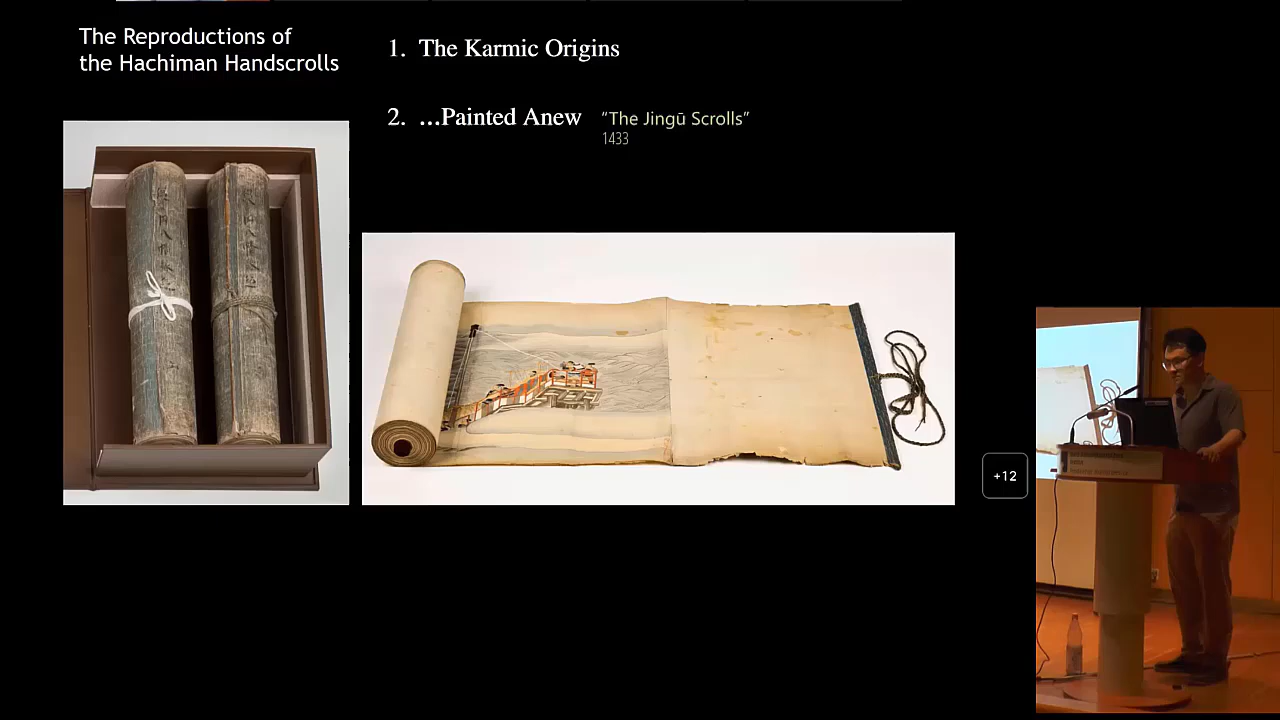 The Reproductions of
the Hachiman Handscrolls
1. The Karmic Origins
2. ...Painted Anew “The Jingū Scrolls”
1433
+12